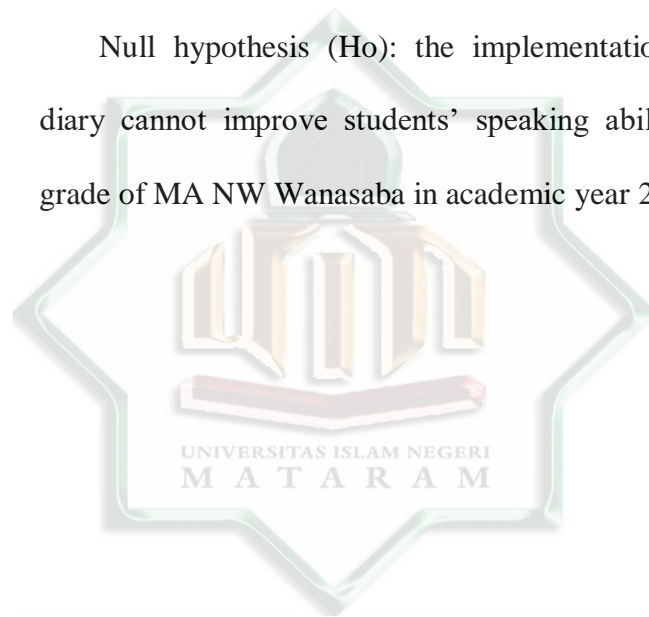 Null hypothesis (Ho): the implementatio
diary cannot improve students’ speaking abil
grade of MA NW Wanasaba in academic year 2
UNIVERSITAS ISLAM NEGERI
MATARAM